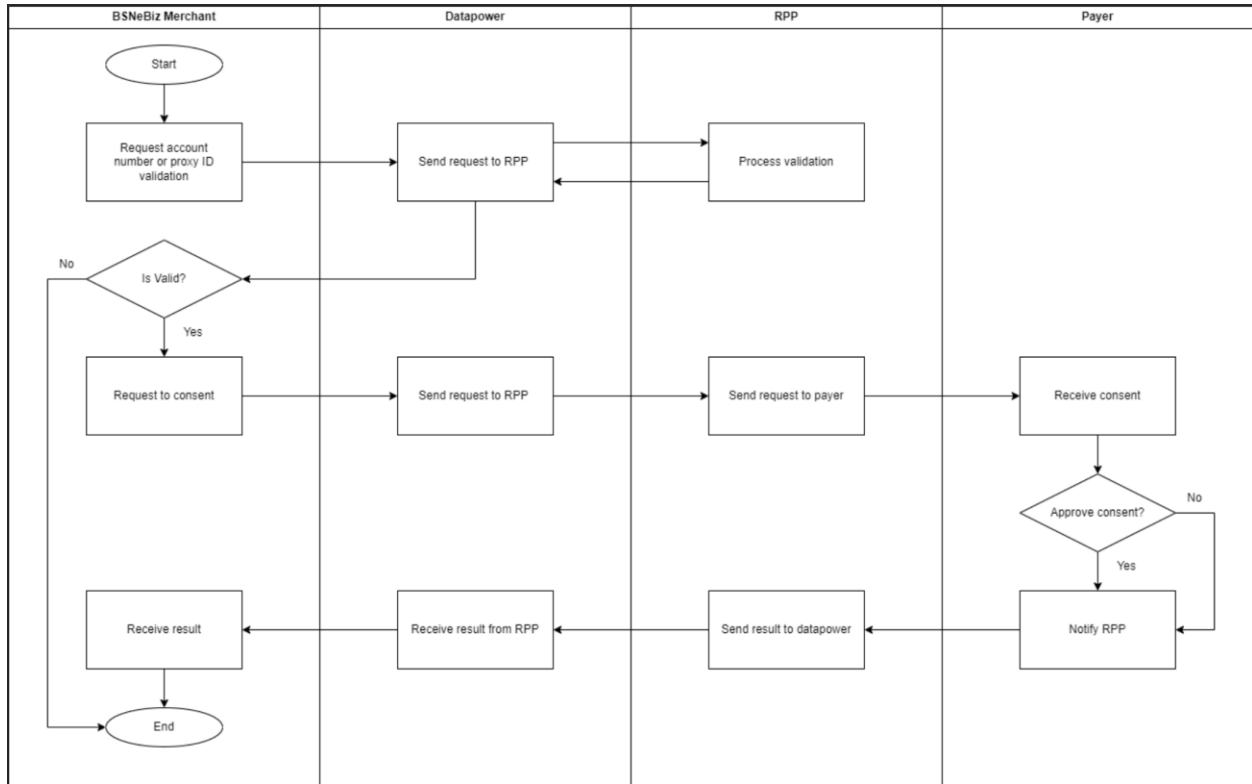 BSNeBiz Merchant
Datapower
RPP
Payer
Start
Request account
number or proxy ID
validation
Send request to RPP
Process validation
No
Is Valid?
Yes
Request to consent
Send request to RPP
Send request to payer
Receive consent
Approve consent?
No
Yes
Receive result
Receive result from RPP
Send result to datapower
Notify RPP
End